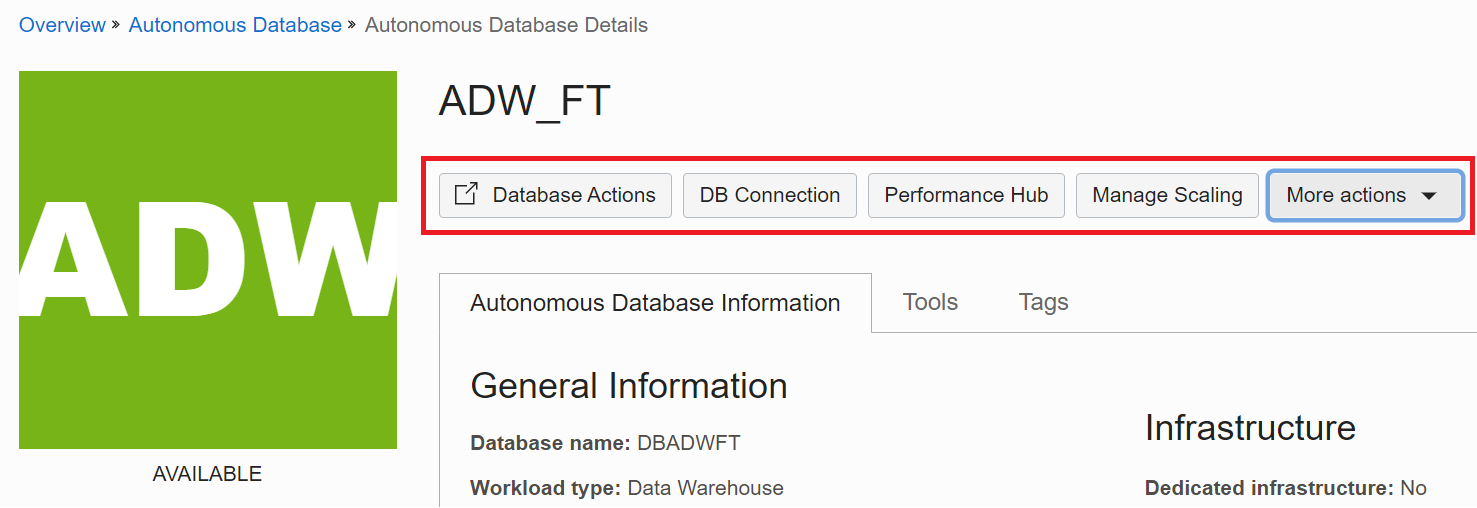 Overview » Autonomous Database » Autonomous Database Details
ADW
AVAILABLE
ADW_FT
Database Actions DB Connection Performance Hub Manage Scaling More actions
Autonomous Database Information Tools Tags
General Information
Database name: DBADWFT
Workload type: Data Warehouse
Infrastructure
Dedicated infrastructure: No